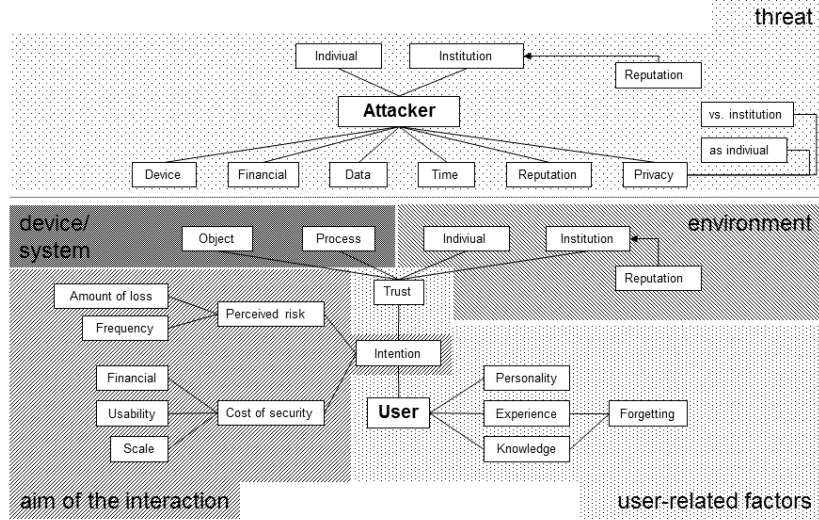 threat
Indiviual
Institution
Reputation
Attacker
vs. institution
as indiviual
Device
Financial
Data
Time
Reputation
Privacy
device/
system
environment
Object
Process
Indiviual
Institution
Reputation
Trust
Amount of loss
Frequency
Perceived risk
Intention
Financial
Usability
Scale
Cost of security
User
Personality
Experience
Knowledge
Forgetting
aim of the interaction
user-related factors